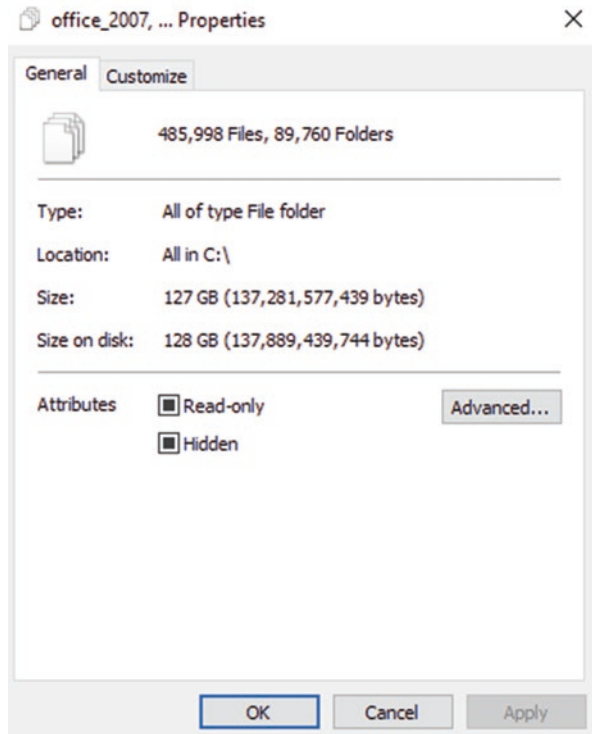 office_2007, ... Properties
General Customize
485,998 Files, 89,760 Folders
Type: All of type File folder
Location: All in C:\
Size: 127 GB (137,281,577,439 bytes)
Size on disk: 128 GB (137,889,439,744 bytes)
Attributes Read-only Advanced...
Hidden
OK Cancel Apply